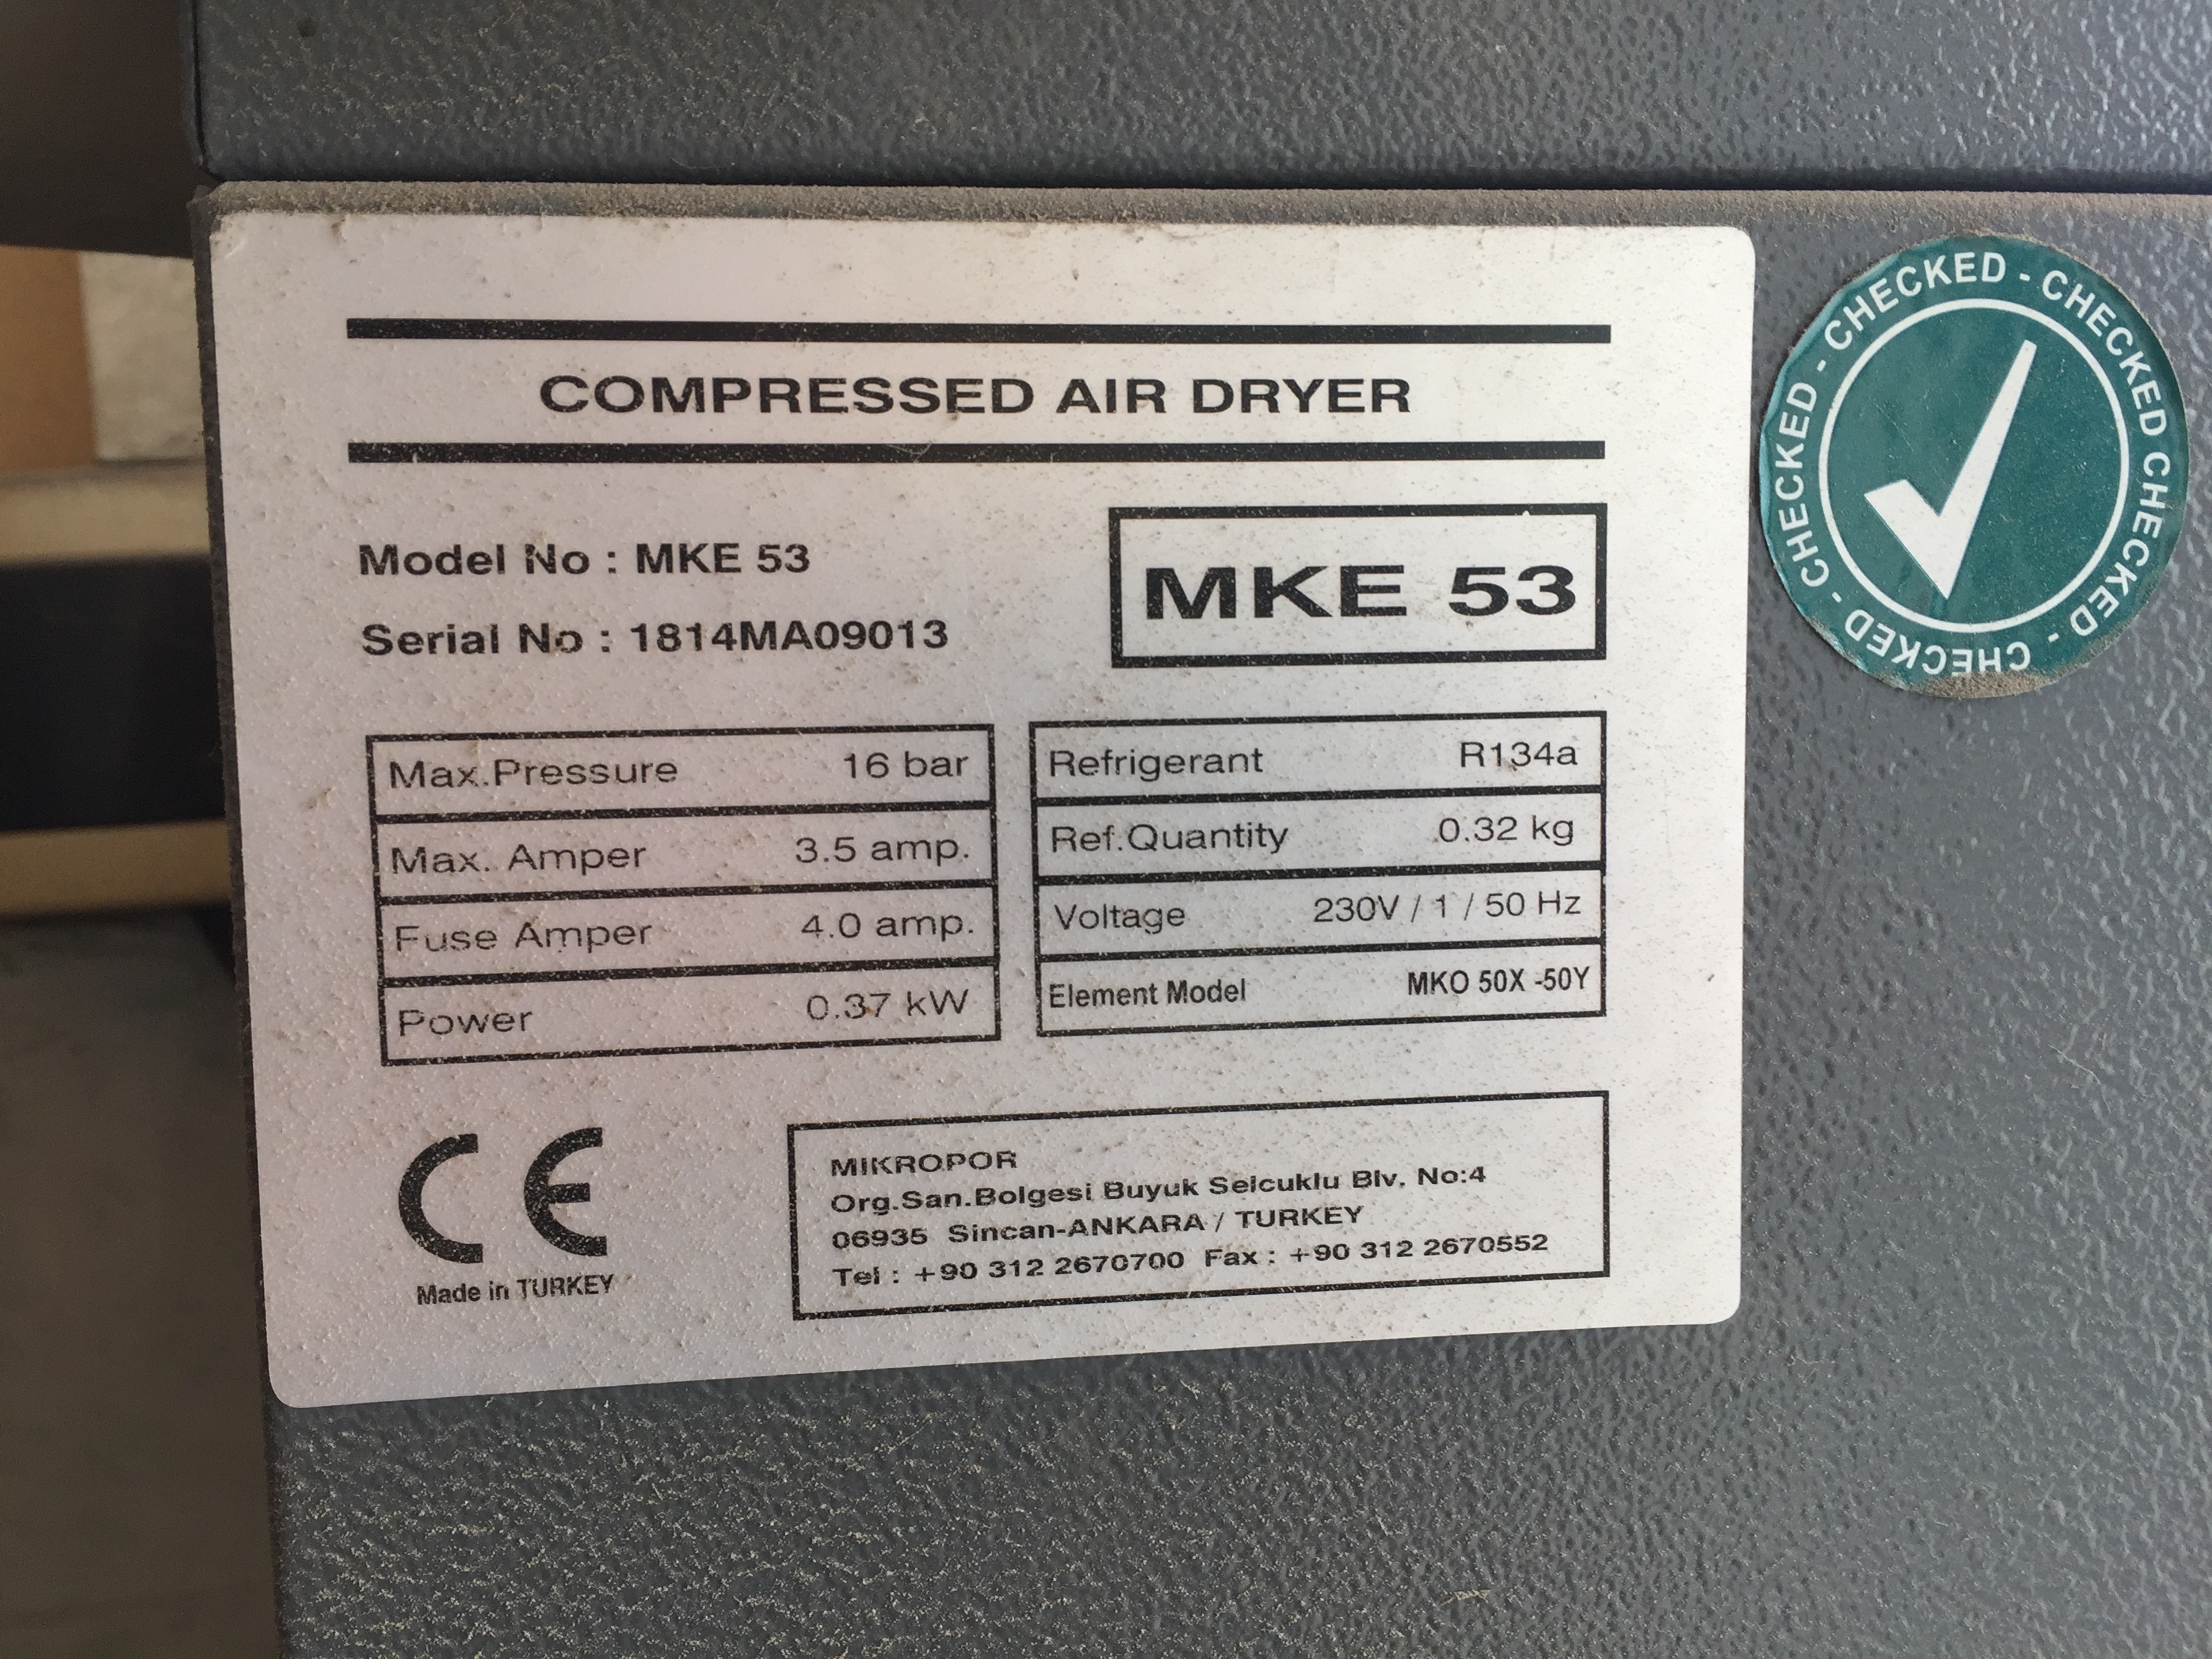 COMPRESSED AIR DRYER
Model No : MKE 53
Serial No : 1814MA09013
MKE 53
Max.Pressure 16 bar
Max. Amper 3.5 amp.
Fuse Amper 4.0 amp.
Power 0.37 kW
Refrigerant R134a
Ref.Quantity 0.32 kg
Voltage 230V / 1 / 50 Hz
Element Model MKO 50X -50Y
CE
Made in TURKEY
MIKROPOR
Org.San.Bolgesi Buyuk Selcuklu Blv. No:4
06935 Sincan-ANKARA / TURKEY
Tel : +90 312 2670700 Fax : +90 312 2670552
CHECKED - CHECKED - CHECKED - CHECKED CHECKED - CHECKED - CHECKED -